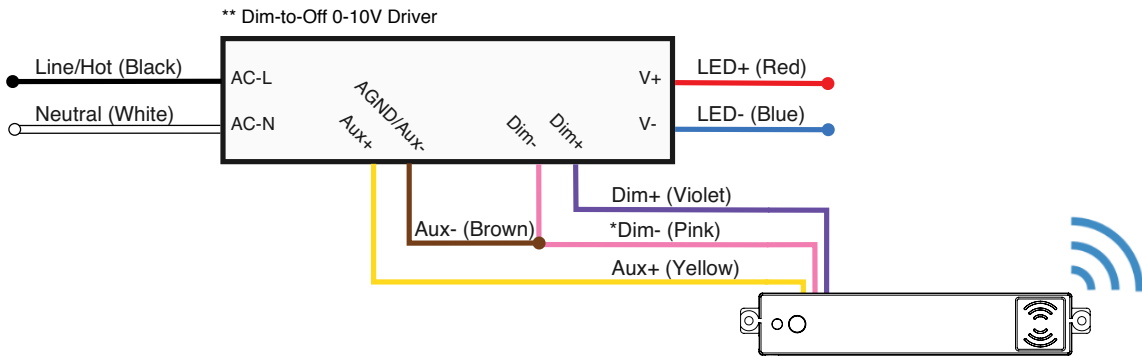 ** Dim-to-Off 0-10V Driver
Line/Hot (Black)
AC-L
V+
LED+ (Red)
Neutral (White)
AC-N
V-
LED- (Blue)
Aux+
AGND/Aux-
Dim-
Dim+
Dim+ (Violet)
Aux- (Brown)
*Dim- (Pink)
Aux+ (Yellow)